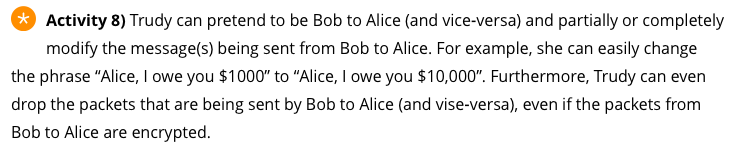 Activity 8) Trudy can pretend to be Bob to Alice (and vice-versa) and partially or completely
modify the message(s) being sent from Bob to Alice. For example, she can easily change
the phrase “Alice, I owe you $1000” to “Alice, I owe you $10,000”. Furthermore, Trudy can even
drop the packets that are being sent by Bob to Alice (and vise-versa), even if the packets from
Bob to Alice are encrypted.